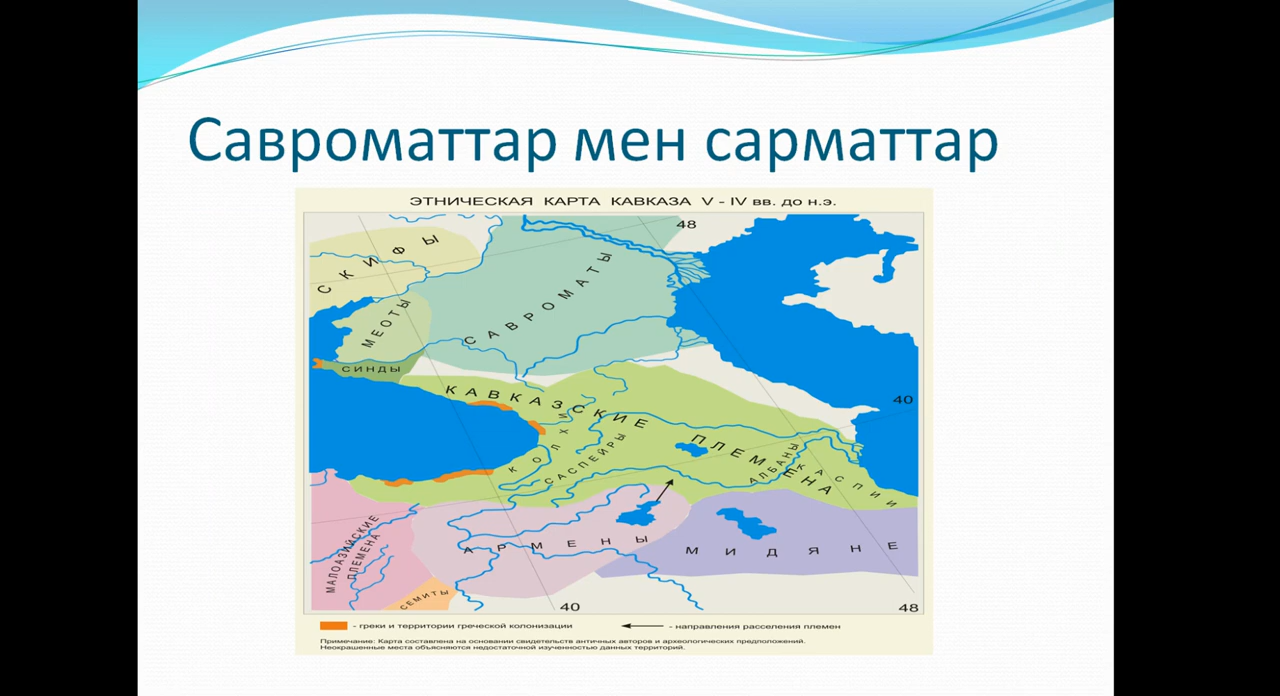 Савроматтар мен сарматтар
ЭТНИЧЕСКАЯ КАРТА КАВКАЗА V - IV вв. до н.э.
48
СКИФЫ
САВРОМАТЫ
МЕОТЫ
СИНДЫ
40
КАВКАЗСКИЕ ПЛЕМЕНА
КОЛХИ
САСПЕЙРЫ
АЛБАНЫ
КАСПИИ
АРМЕНЫ
МИДЯНЕ
МАЛОАЗИЙСКИЕ
ПЛЕМЕНА
СЕМИТЫ
40
48
- греки и территории греческой колонизации
- направления расселения племен
Примечание: Карта составлена на основании свидетельств античных авторов и археологических предположений.
Неокрашенные места объясняются недостаточной изученностью данных территорий.